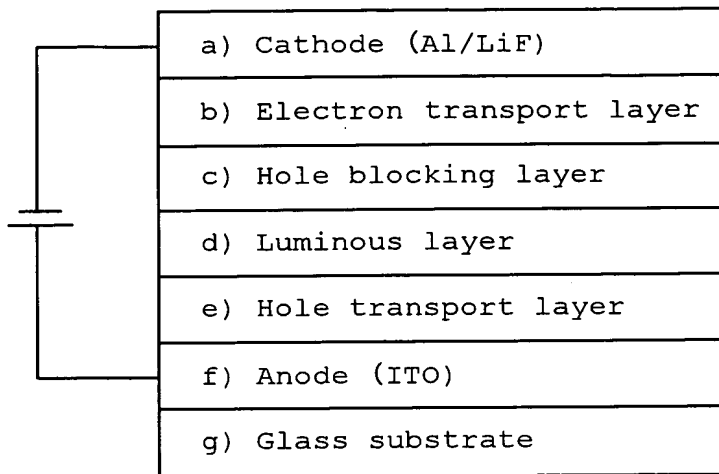 a) Cathode (Al/LiF)
b) Electron transport layer
c) Hole blocking layer
d) Luminous layer
e) Hole transport layer
f) Anode (ITO)
g) Glass substrate